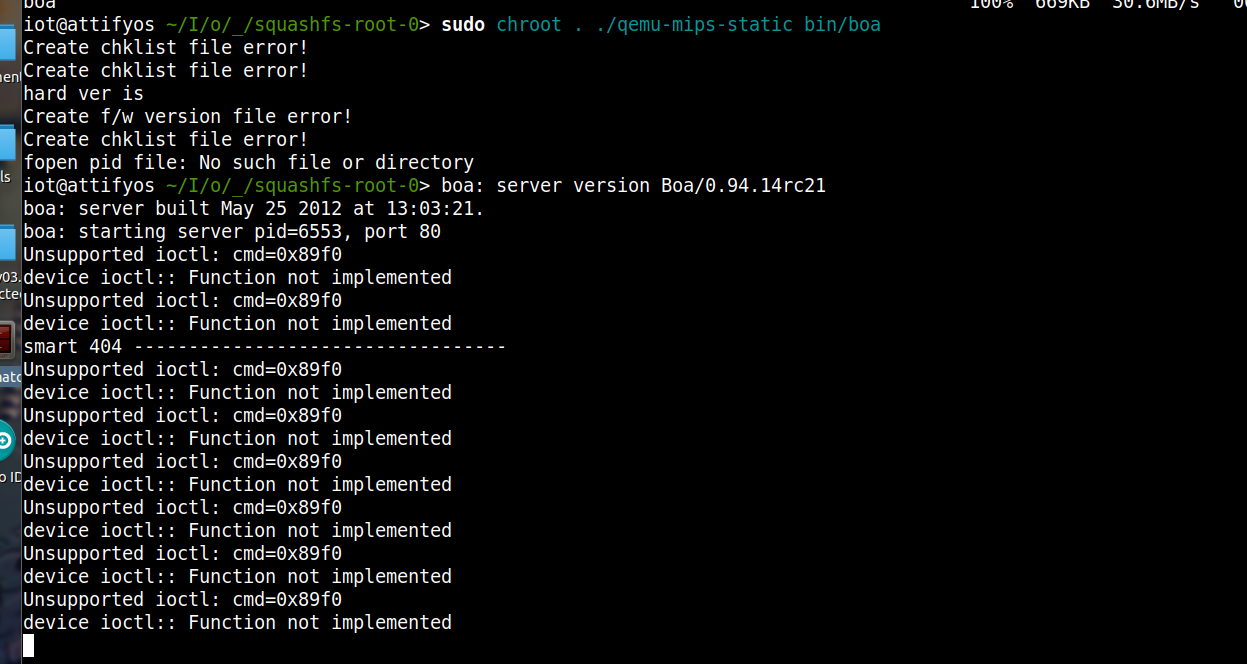 boa
100% 669KB 30.6MB/s
iot@attifyos ~/I/o/_/squashfs-root-0> sudo chroot . ./qemu-mips-static bin/boa
Create chklist file error!
Create chklist file error!
hard ver is
Create f/w version file error!
Create chklist file error!
fopen pid file: No such file or directory
iot@attifyos ~/I/o/_/squashfs-root-0> boa: server version Boa/0.94.14rc21
boa: server built May 25 2012 at 13:03:21.
boa: starting server pid=6553, port 80
Unsupported ioctl: cmd=0x89f0
device ioctl:: Function not implemented
Unsupported ioctl: cmd=0x89f0
device ioctl:: Function not implemented
smart 404 ----------------------------------
Unsupported ioctl: cmd=0x89f0
device ioctl:: Function not implemented
Unsupported ioctl: cmd=0x89f0
device ioctl:: Function not implemented
Unsupported ioctl: cmd=0x89f0
device ioctl:: Function not implemented
Unsupported ioctl: cmd=0x89f0
device ioctl:: Function not implemented
Unsupported ioctl: cmd=0x89f0
device ioctl:: Function not implemented
Unsupported ioctl: cmd=0x89f0
device ioctl:: Function not implemented